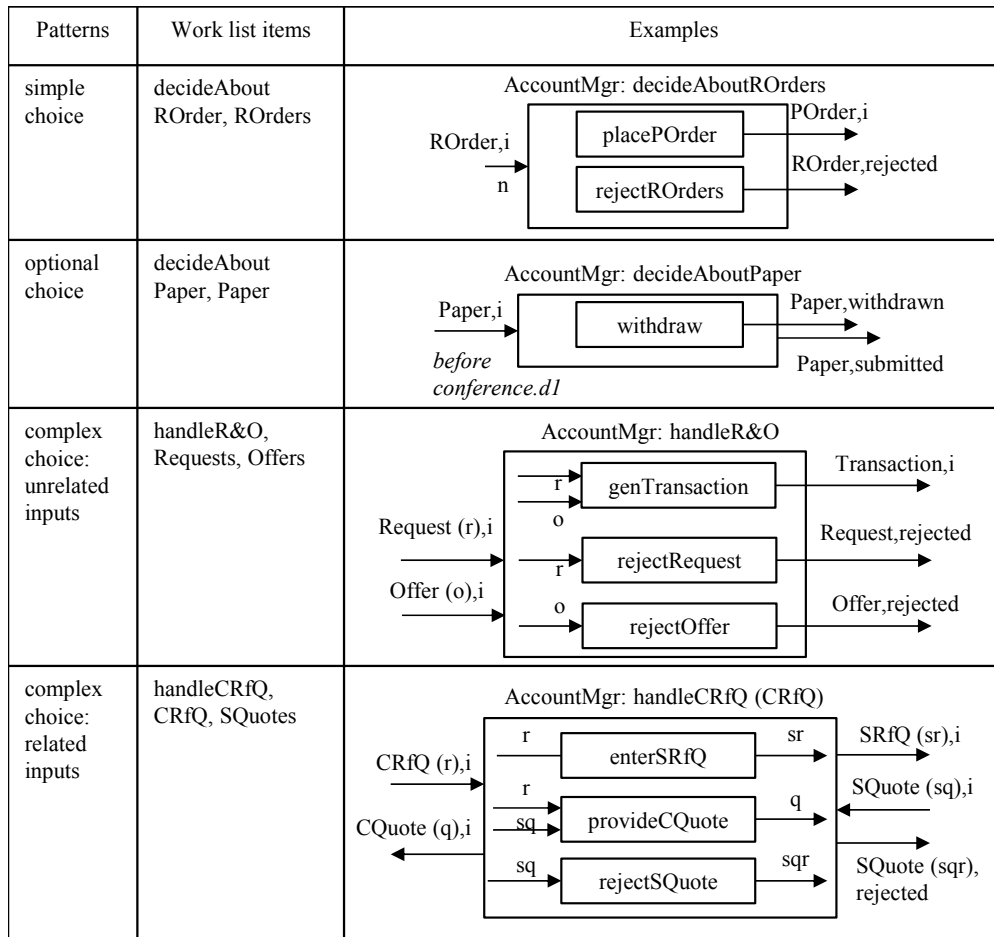 Patterns
Work list items
Examples
simple
choice
decideAbout
ROrder, ROrders
AccountMgr: decideAboutROrders
ROrder,i
n
placePOrder
POrder,i
rejectROrders
ROrder,rejected
optional
choice
decideAbout
Paper, Paper
AccountMgr: decideAboutPaper
Paper,i
before
conference.d1
withdraw
Paper,withdrawn
Paper,submitted
complex
choice:
unrelated
inputs
handleR&O,
Requests, Offers
AccountMgr: handleR&O
Request (r),i
Offer (o),i
r
o
genTransaction
Transaction,i
r
rejectRequest
Request,rejected
o
rejectOffer
Offer,rejected
complex
choice:
related
inputs
handleCRfQ,
CRfQ, SQuotes
AccountMgr: handleCRfQ (CRfQ)
CRfQ (r),i
CQuote (q),i
r
enterSRfQ
sr
SRfQ (sr),i
r
sq
provideCQuote
q
SQuote (sq),i
sq
rejectSQuote
sqr
SQuote (sqr),
rejected